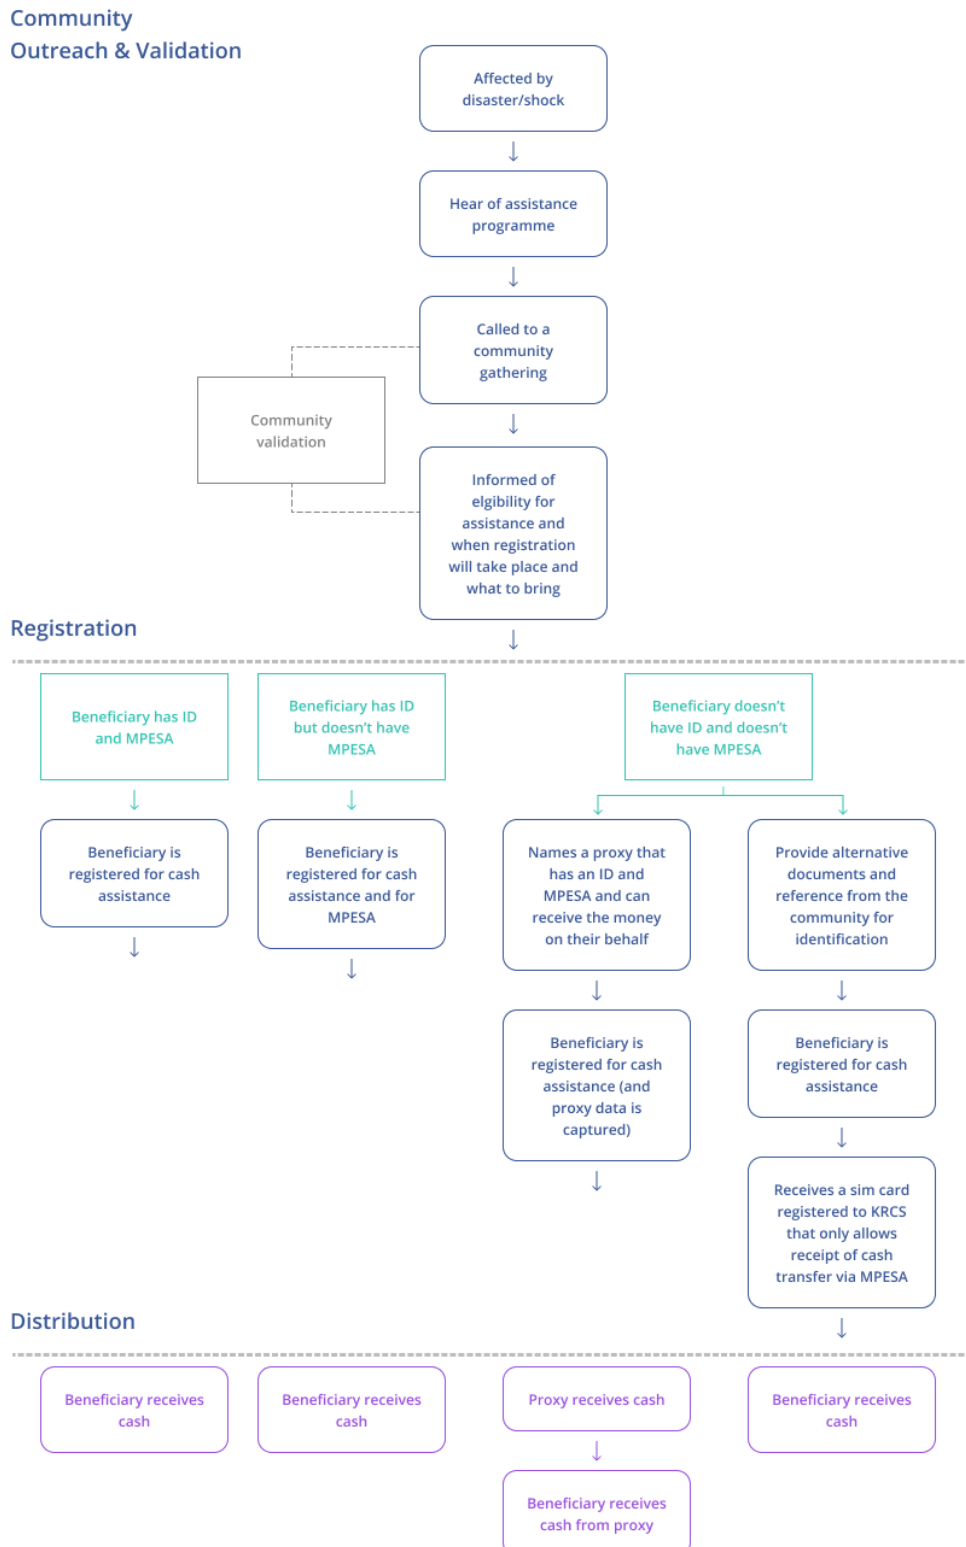 Community
Outreach & Validation
Affected by
disaster/shock
Hear of assistance
programme
Called to a
community
gathering
Community
validation
Informed of
elgibility for
assistance and
when registration
will take place and
what to bring
Registration
Beneficiary has ID
and MPESA
Beneficiary has ID
but doesn't have
MPESA
Beneficiary doesn't
have ID and doesn't
have MPESA
Beneficiary is
registered for cash
assistance
Beneficiary is
registered for cash
assistance and for
MPESA
Names a proxy that
has an ID and
MPESA and can
receive the money
on their behalf
Provide alternative
documents and
reference from the
community for
identification
Beneficiary is
registered for cash
assistance (and
proxy data is
captured)
Beneficiary is
registered for cash
assistance
Receives a sim card
registered to KRCS
that only allows
receipt of cash
transfer via MPESA
Distribution
Beneficiary receives
cash
Beneficiary receives
cash
Proxy receives cash
Beneficiary receives
cash
Beneficiary receives
cash from proxy